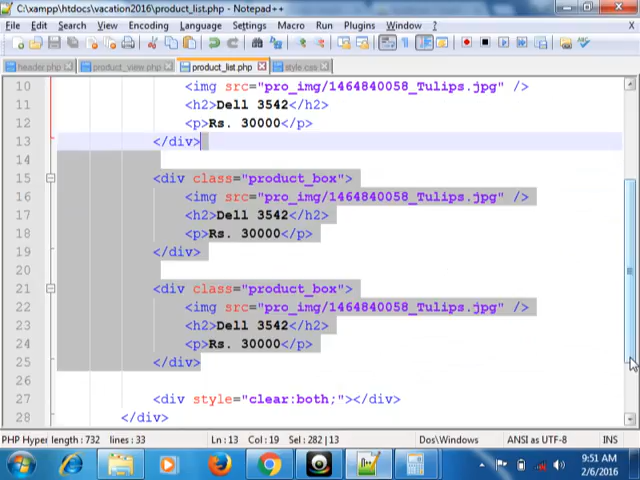 C:\xampp\htdocs\vacation2016\product_list.php - Notepad++
File Edit Search View Encoding Language Settings Macro Run Plugins Window ? X
header.php product_view.php product_list.php style.css
10 <img src="pro_img/1464840058_Tulips.jpg" />
11 <h2>Dell 3542</h2>
12 <p>Rs. 30000</p>
13 </div>
14
15 <div class="product_box">
16 <img src="pro_img/1464840058_Tulips.jpg" />
17 <h2>Dell 3542</h2>
18 <p>Rs. 30000</p>
19 </div>
20
21 <div class="product_box">
22 <img src="pro_img/1464840058_Tulips.jpg" />
23 <h2>Dell 3542</h2>
24 <p>Rs. 30000</p>
25 </div>
26
27 <div style="clear:both;"></div>
28 </div>
PHP Hyper length : 732 lines : 33 Ln : 13 Col : 19 Sel : 282 | 13 Dos\Windows ANSI as UTF-8 INS
9:51 AM
2/6/2016